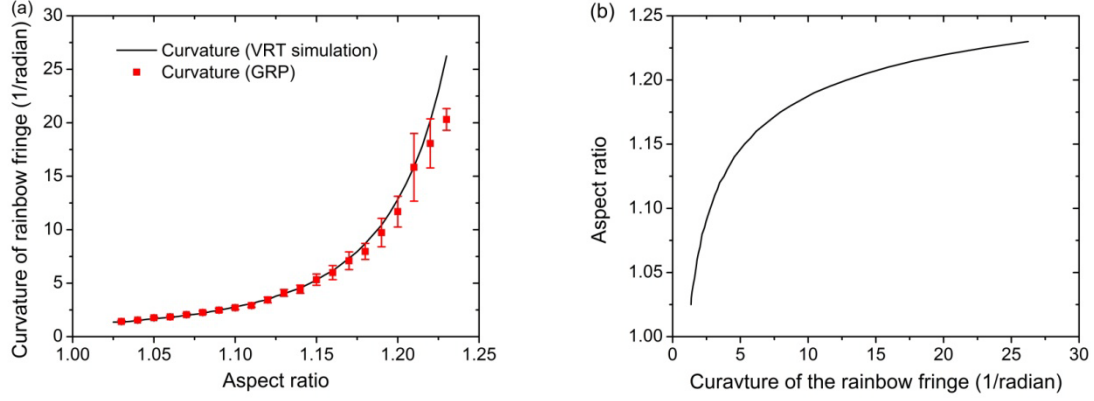 (a)
Curvature of rainbow fringe (1/radian)
30
25
20
15
10
5
0
Curvature (VRT simulation)
Curvature (GRP)
1.00 1.05 1.10 1.15 1.20 1.25
Aspect ratio
(b)
Aspect ratio
1.25
1.20
1.15
1.10
1.05
1.00
0 5 10 15 20 25 30
Curavture of the rainbow fringe (1/radian)